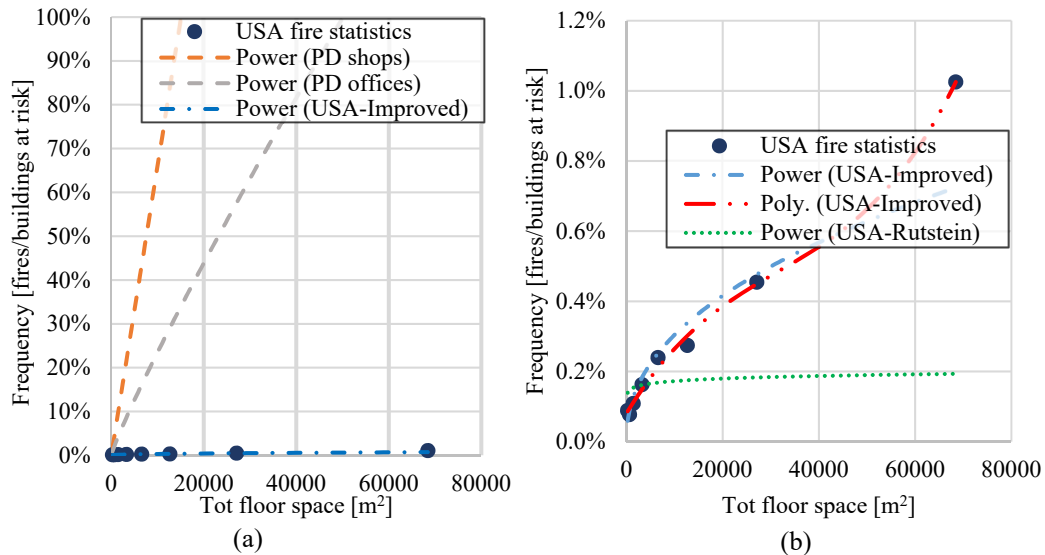 USA fire statistics
Power (PD shops)
Power (PD offices)
Power (USA-Improved)
Frequency [fires/buildings at risk]
100%
90%
80%
70%
60%
50%
40%
30%
20%
10%
0%
0 20000 40000 60000 80000
Tot floor space [m²]
(a)
USA fire statistics
Power (USA-Improved)
Poly. (USA-Improved)
Power (USA-Rutstein)
Frequency [fires/buildings at risk]
1.2%
1.0%
0.8%
0.6%
0.4%
0.2%
0.0%
0 20000 40000 60000 80000
Tot floor space [m²]
(b)